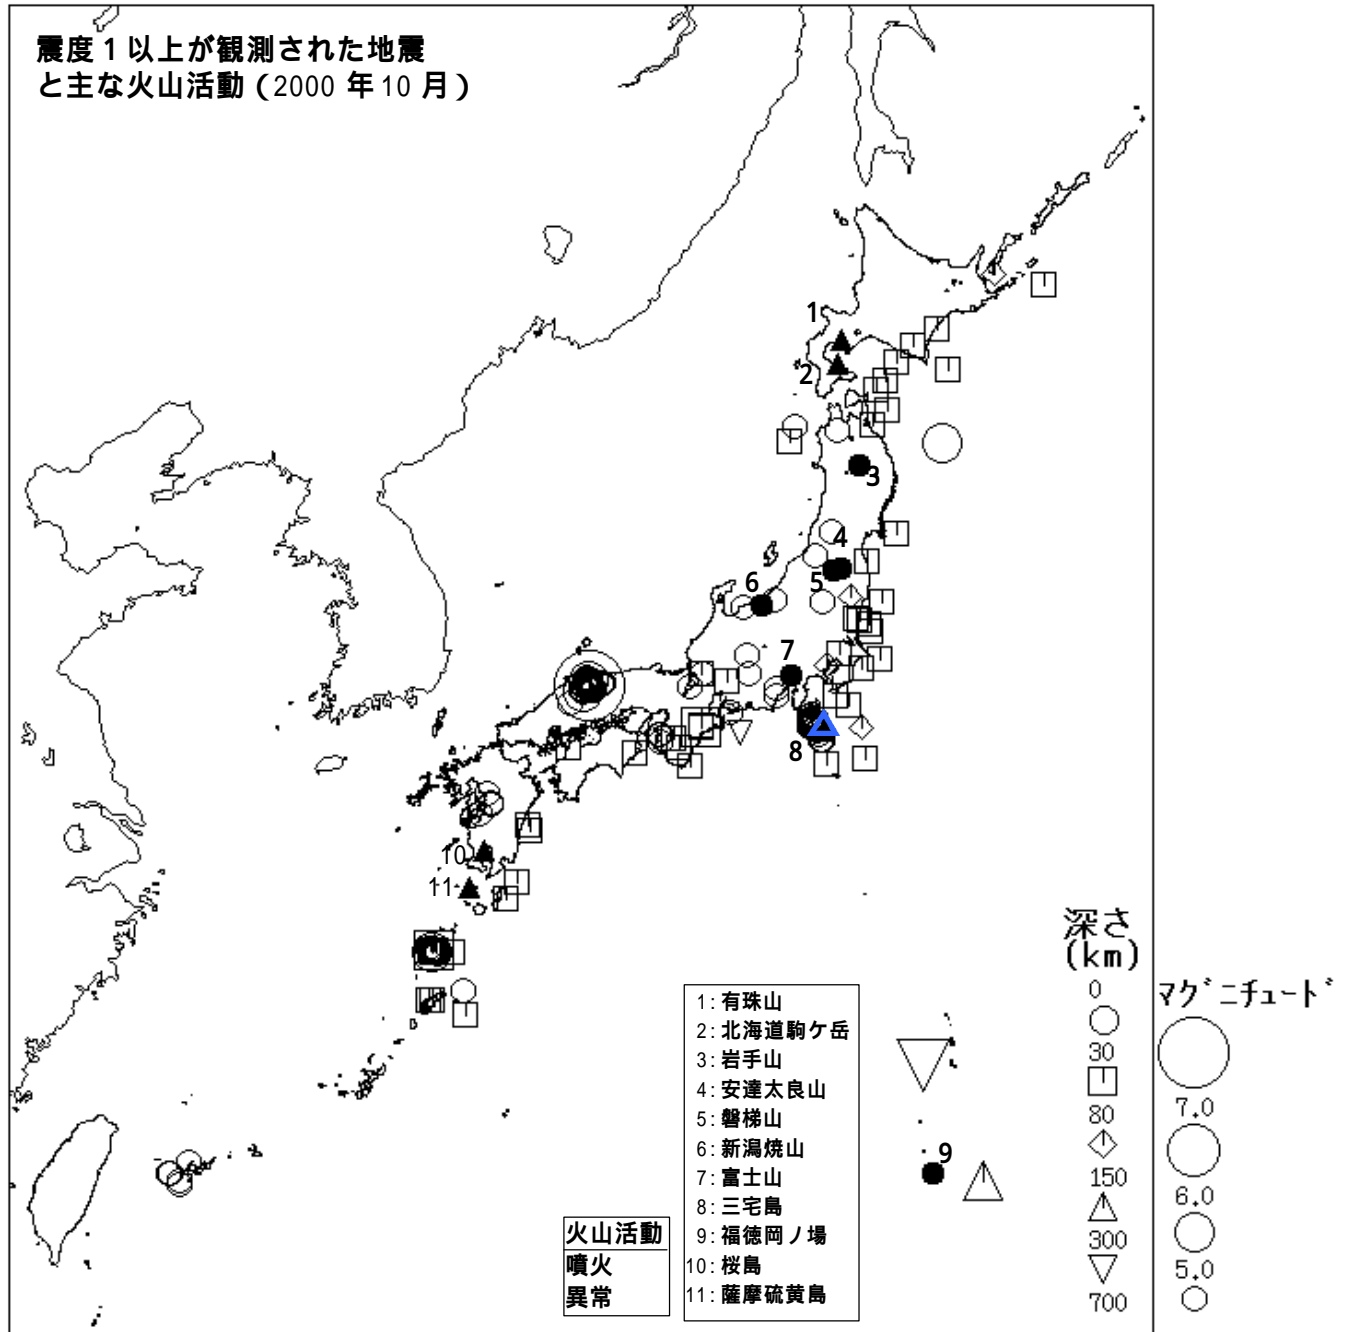 震度1以上が観測された地震
と主な火山活動(2000 年 10 月)
1
2
3
4
5
6
7
8
10
11
9
深さ
(km)
0
30
80
150
300
700
マグニチュード
7.0
6.0
5.0
火山活動
噴火
異常
1:有珠山
2:北海道駒ケ岳
3:岩手山
4:安達太良山
5:磐梯山
6:新潟焼山
7:富士山
8:三宅島
9:福徳岡ノ場
10:桜島
11:薩摩硫黄島